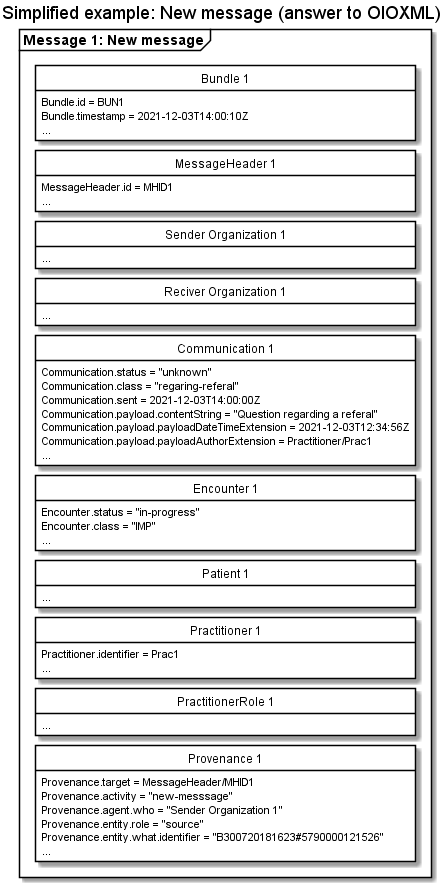 Simplified example: New message (answer to OIOXML)
Message 1: New message
Bundle 1
Bundle.id = BUN1
Bundle.timestamp = 2021-12-03T14:00:10Z
...
MessageHeader 1
MessageHeader.id = MHID1
...
Sender Organization 1
...
Reciver Organization 1
...
Communication 1
Communication.status = "unknown"
Communication.class = "regaring-referal"
Communication.sent = 2021-12-03T14:00:00Z
Communication.payload.contentString = "Question regarding a referal"
Communication.payload.payloadDateTimeExtension = 2021-12-03T12:34:56Z
Communication.payload.payloadAuthorExtension = Practitioner/Prac1
...
Encounter 1
Encounter.status = "in-progress"
Encounter.class = "IMP"
...
Patient 1
...
Practitioner 1
Practitioner.identifier = Prac1
...
PractitionerRole 1
...
Provenance 1
Provenance.target = MessageHeader/MHID1
Provenance.activity = "new-messsage"
Provenance.agent.who = "Sender Organization 1"
Provenance.entity.role = "source"
Provenance.entity.what.identifier = "B300720181623#5790000121526"
...